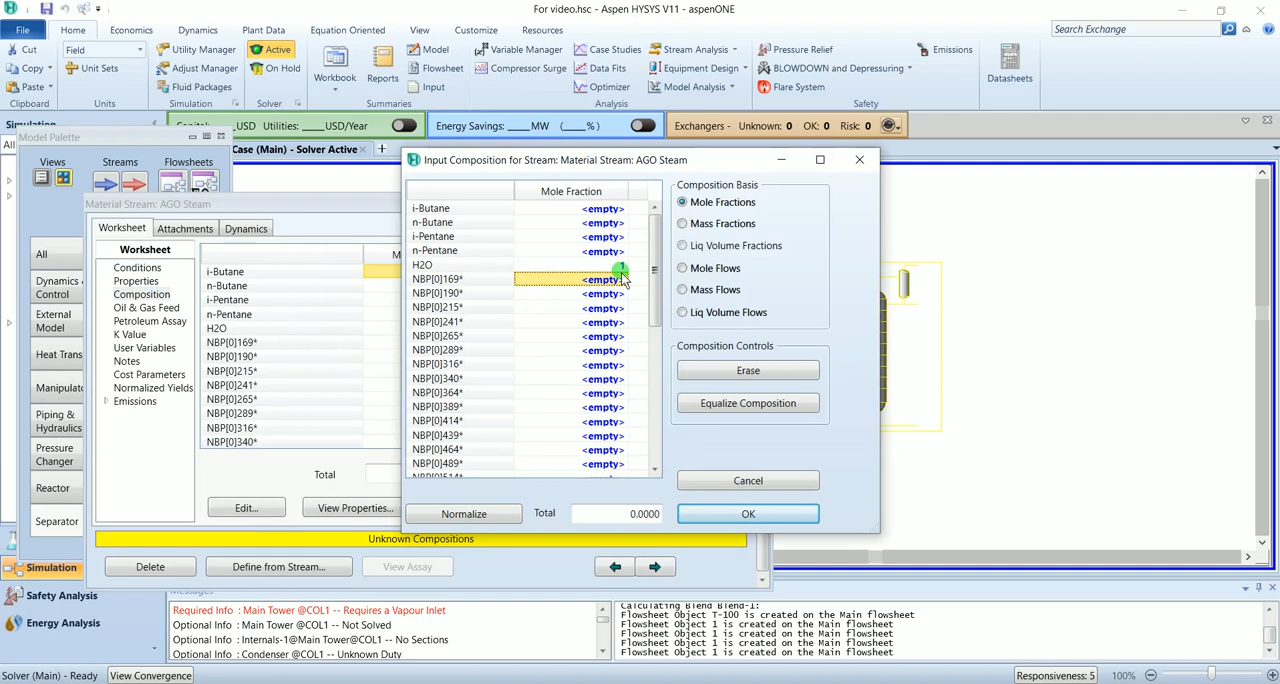 For video.hsc - Aspen HYSYS V11 - aspenONE
File Home Economics Dynamics Plant Data Equation Oriented View Customize Resources
Search Exchange
Cut Field Utility Manager Active Model Variable Manager Case Studies Stream Analysis Pressure Relief Emissions
Copy Unit Sets Adjust Manager On Hold Workbook Reports Flowsheet Compressor Surge Data Fits Equipment Design BLOWDOWN and Depressuring Datasheets
Paste Fluid Packages Input Optimizer Model Analysis Flare System
Clipboard Units Simulation Solver Summaries Analysis Safety
USD Utilities: ____USD/Year Energy Savings: ____MW (____%) Exchangers - Unknown: 0 OK: 0 Risk: 0
Model Palette
Case (Main) - Solver Active
All
Views Streams Flowsheets
Material Stream: AGO Steam
Worksheet Attachments Dynamics
Worksheet
Conditions
Properties
Composition
Oil & Gas Feed
Petroleum Assay
K Value
User Variables
Notes
Cost Parameters
Normalized Yields
Emissions
All
Dynamics &
Control
External
Model
Heat Trans
Manipulat
Piping &
Hydraulics
Pressure
Changer
Reactor
Separator
i-Butane
n-Butane
i-Pentane
n-Pentane
H2O
NBP[0]169*
NBP[0]190*
NBP[0]215*
NBP[0]241*
NBP[0]265*
NBP[0]289*
NBP[0]316*
NBP[0]340*
Total
Edit... View Properties...
Unknown Compositions
Delete Define from Stream... View Assay
Input Composition for Stream: Material Stream: AGO Steam
Mole Fraction
i-Butane <empty>
n-Butane <empty>
i-Pentane <empty>
n-Pentane <empty>
H2O 1
NBP[0]169* <empty>
NBP[0]190* <empty>
NBP[0]215* <empty>
NBP[0]241* <empty>
NBP[0]265* <empty>
NBP[0]289* <empty>
NBP[0]316* <empty>
NBP[0]340* <empty>
NBP[0]364* <empty>
NBP[0]389* <empty>
NBP[0]414* <empty>
NBP[0]439* <empty>
NBP[0]464* <empty>
NBP[0]489* <empty>
NBP[0]514*
Normalize Total 0.0000
Composition Basis
Mole Fractions
Mass Fractions
Liq Volume Fractions
Mole Flows
Mass Flows
Liq Volume Flows
Composition Controls
Erase
Equalize Composition
Cancel
OK
Simulation
Safety Analysis
Energy Analysis
Messages
Required Info : Main Tower @COL1 -- Requires a Vapour Inlet
Optional Info : Main Tower @COL1 -- Not Solved
Optional Info : Internals-1@Main Tower@COL1 -- No Sections
Optional Info : Condenser @COL1 -- Unknown Duty
Calculating Blend Blend-1:
Flowsheet Object T-100 is created on the Main flowsheet
Flowsheet Object 1 is created on the Main flowsheet
Flowsheet Object 1 is created on the Main flowsheet
Flowsheet Object 1 is created on the Main flowsheet
Solver (Main) - Ready View Convergence Responsiveness: 5 100%